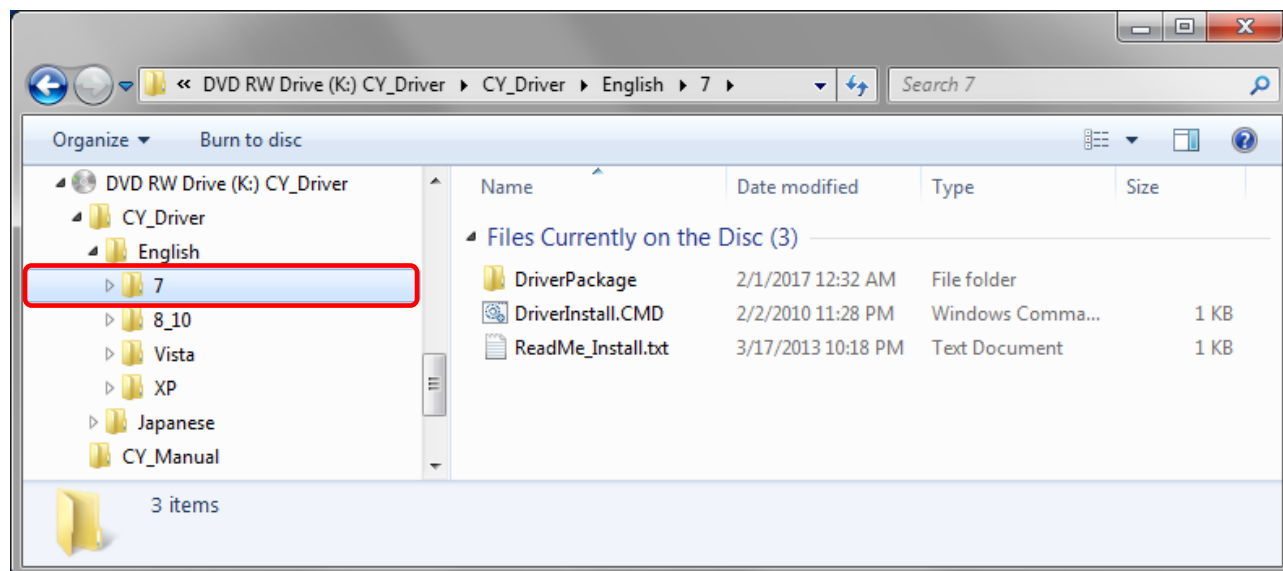 « DVD RW Drive (K:) CY_Driver CY_Driver English 7 Search 7
Organize Burn to disc
DVD RW Drive (K:) CY_Driver
CY_Driver
English
7
8_10
Vista
XP
Japanese
CY_Manual
Name Date modified Type Size
Files Currently on the Disc (3)
DriverPackage 2/1/2017 12:32 AM File folder
DriverInstall.CMD 2/2/2010 11:28 PM Windows Comma... 1 KB
ReadMe_Install.txt 3/17/2013 10:18 PM Text Document 1 KB
3 items